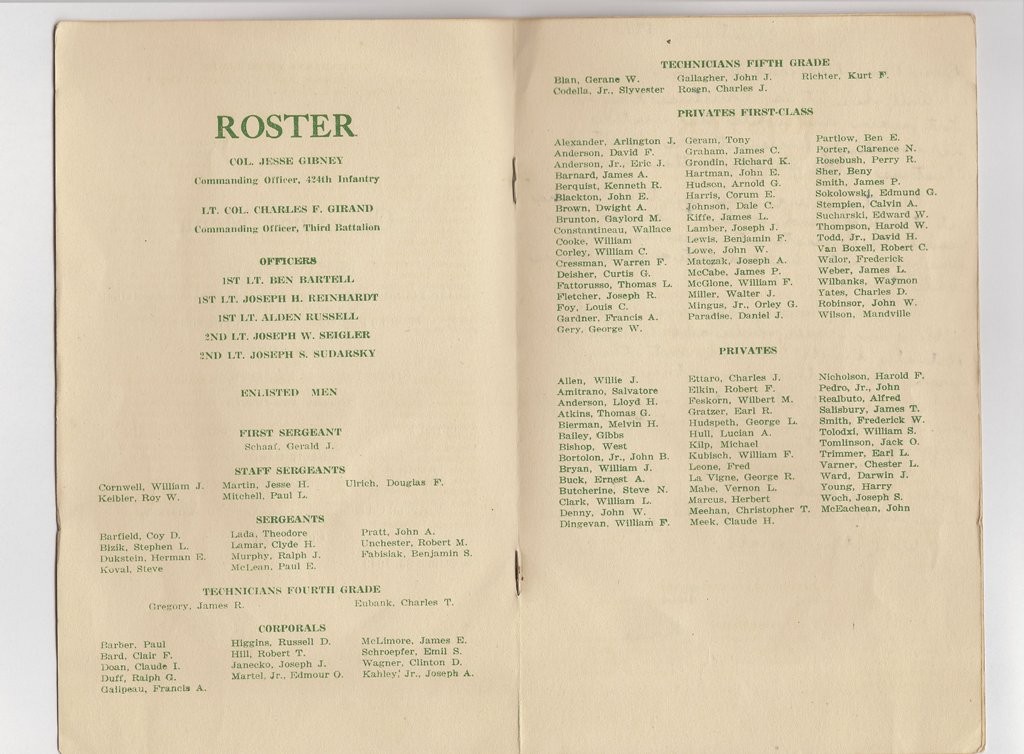 ROSTER
COL. JESSE GIBNEY
Commanding Officer, 424th Infantry
LT. COL. CHARLES F. GIRAND
Commanding Officer, Third Battalion
OFFICERS
1ST LT. BEN BARTELL
1ST LT. JOSEPH H. REINHARDT
1ST LT. ALDEN RUSSELL
2ND LT. JOSEPH W. SEIGLER
2ND LT. JOSEPH S. SUDARSKY
ENLISTED MEN
FIRST SERGEANT
Schaaf, Gerald J.
STAFF SERGEANTS
Cornwell, William J. Martin, Jesse H. Ulrich, Douglas F.
Keibler, Roy W. Mitchell, Paul L.
SERGEANTS
Barfield, Coy D. Lada, Theodore Pratt, John A.
Bizik, Stephen L. Lamar, Clyde H. Unchester, Robert M.
Dukstein, Herman E. Murphy, Ralph J. Fabisiak, Benjamin S.
Koval, Steve McLean, Paul E.
TECHNICIANS FOURTH GRADE
Gregory, James R. Eubank, Charles T.
CORPORALS
Barber, Paul Higgins, Russell D. McLimore, James E.
Bard, Clair F. Hill, Robert T. Schroepfer, Emil S.
Doan, Claude I. Janecko, Joseph J. Wagner, Clinton D.
Duff, Ralph G. Martel, Jr., Edmour O. Kahley, Jr., Joseph A.
Galipeau, Francis A.
TECHNICIANS FIFTH GRADE
Blan, Gerane W. Gallagher, John J. Richter, Kurt F.
Codella, Jr., Slyvester Rosen, Charles J.
PRIVATES FIRST-CLASS
Alexander, Arlington J. Geram, Tony Partlow, Ben E.
Anderson, David F. Graham, James C. Porter, Clarence N.
Anderson, Jr., Eric J. Grondin, Richard K. Rosebush, Perry R.
Barnard, James A. Hartman, John E. Sher, Beny
Berquist, Kenneth R. Hudson, Arnold G. Smith, James P.
Blackton, John E. Harris, Corum E. Sokolowski, Edmund G.
Brown, Dwight A. Johnson, Dale C. Stempien, Calvin A.
Brunton, Gaylord M. Kiffe, James L. Sucharski, Edward W.
Constantineau, Wallace Lamber, Joseph J. Thompson, Harold W.
Cooke, William Lewis, Benjamin F. Todd, Jr., David H.
Corley, William C. Lowe, John W. Van Boxell, Robert C.
Cressman, Warren F. Matczak, Joseph A. Walor, Frederick
Deisher, Curtis G. McCabe, James P. Weber, James L.
Fattorusso, Thomas L. McGlone, William F. Wilbanks, Waymon
Fletcher, Joseph R. Miller, Walter J. Yates, Charles D.
Foy, Louis C. Mingus, Jr., Orley G. Robinsor, John W.
Gardner, Francis A. Paradise, Daniel J. Wilson, Mandville
Gery, George W.
PRIVATES
Allen, Willie J. Ettaro, Charles J. Nicholson, Harold F.
Amitrano, Salvatore Elkin, Robert F. Pedro, Jr., John
Anderson, Lloyd H. Feskorn, Wilbert M. Realbuto, Alfred
Atkins, Thomas G. Gratzer, Earl R. Salisbury, James T.
Bierman, Melvin H. Hudspeth, George L. Smith, Frederick W.
Bailey, Gibbs Hull, Lucian A. Tolodxi, William S.
Bishop, West Kilp, Michael Tomlinson, Jack O.
Bortolon, Jr., John B. Kubisch, William F. Trimmer, Earl L.
Bryan, William J. Leone, Fred Varner, Chester L.
Buck, Ernest A. La Vigne, George R. Ward, Darwin J.
Butcherine, Steve N. Mabe, Vernon L. Young, Harry
Clark, William L. Marcus, Herbert Woch, Joseph S.
Denny, John W. Meehan, Christopher T. McEachean, John
Dingevan, William F. Meek, Claude H.